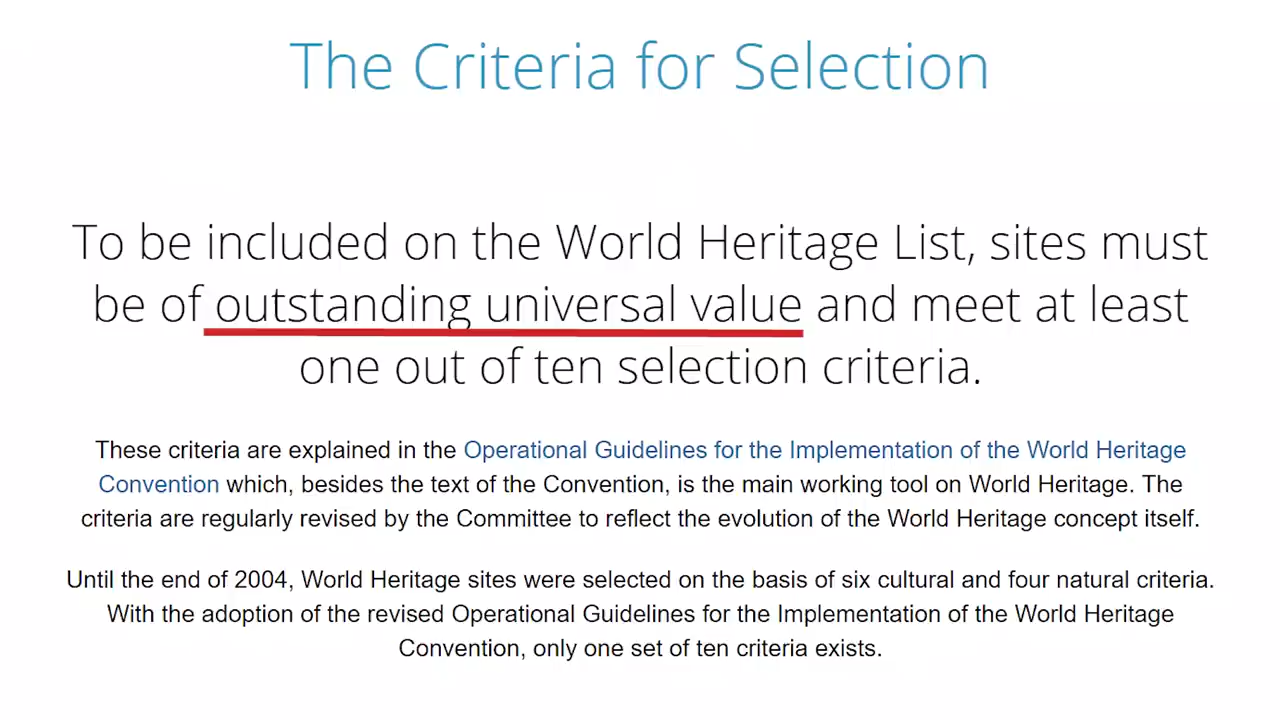 The Criteria for Selection
To be included on the World Heritage List, sites must
be of outstanding universal value and meet at least
one out of ten selection criteria.
These criteria are explained in the Operational Guidelines for the Implementation of the World Heritage
Convention which, besides the text of the Convention, is the main working tool on World Heritage. The
criteria are regularly revised by the Committee to reflect the evolution of the World Heritage concept itself.
Until the end of 2004, World Heritage sites were selected on the basis of six cultural and four natural criteria.
With the adoption of the revised Operational Guidelines for the Implementation of the World Heritage
Convention, only one set of ten criteria exists.